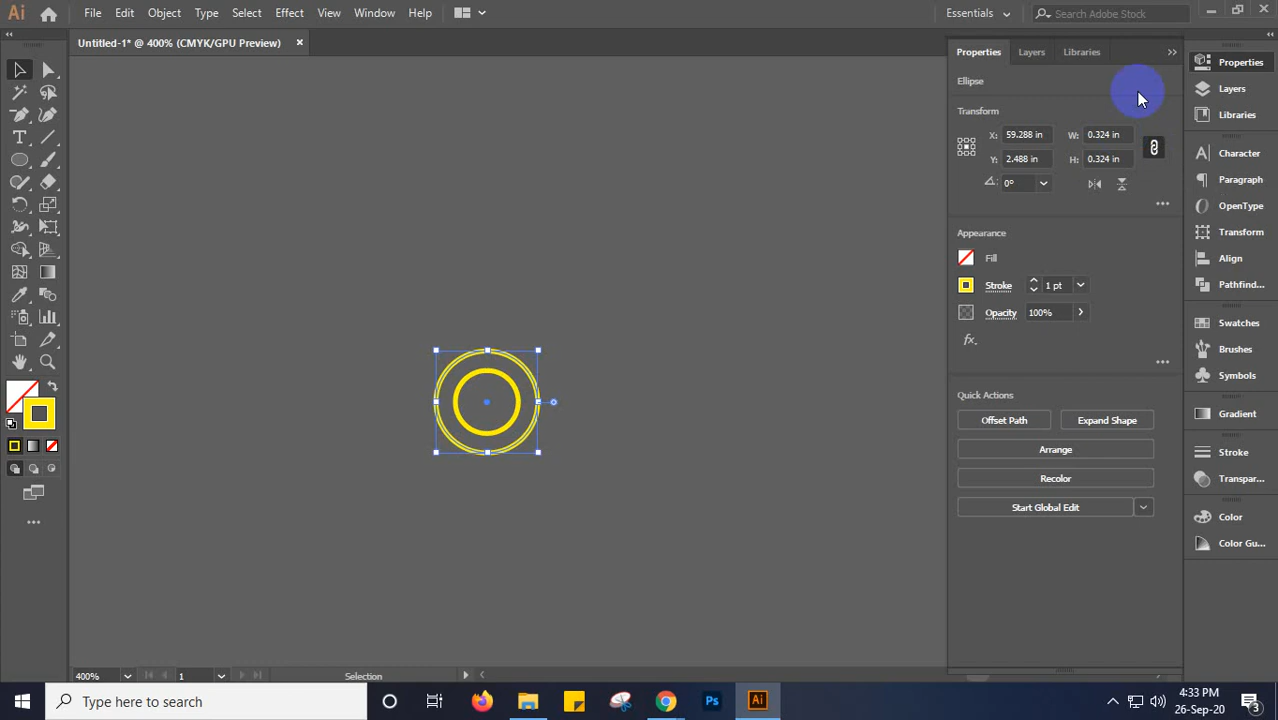 Ai File Edit Object Type Select Effect View Window Help Essentials Search Adobe Stock
Untitled-1* @ 400% (CMYK/GPU Preview)
Properties Layers Libraries
Ellipse
Transform
X: 59.288 in W: 0.324 in
Y: 2.488 in H: 0.324 in
0°
Appearance
Fill
Stroke 1 pt
Opacity 100%
fx.
Quick Actions
Offset Path Expand Shape
Arrange
Recolor
Start Global Edit
Properties
Layers
Libraries
Character
Paragraph
OpenType
Transform
Align
Pathfind...
Swatches
Brushes
Symbols
Gradient
Stroke
Transpar...
Color
Color Gu...
400% 1 Selection
Type here to search
Ps
Ai
4:33 PM
26-Sep-20
3